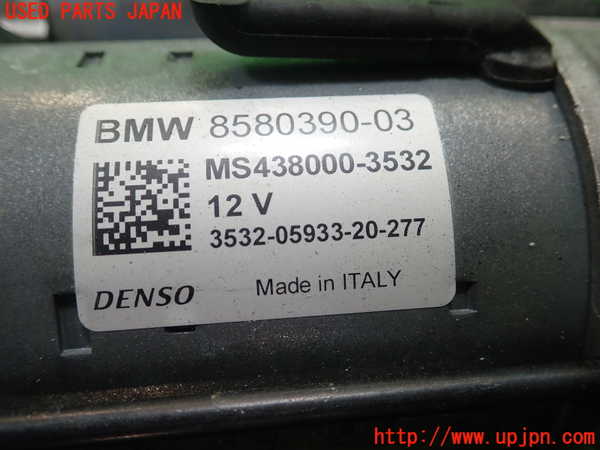 USED PARTS JAPAN
BMW 8580390-03
MS438000-3532
12 V
3532-05933-20-277
DENSO Made in ITALY
http://www.upjpn.com/